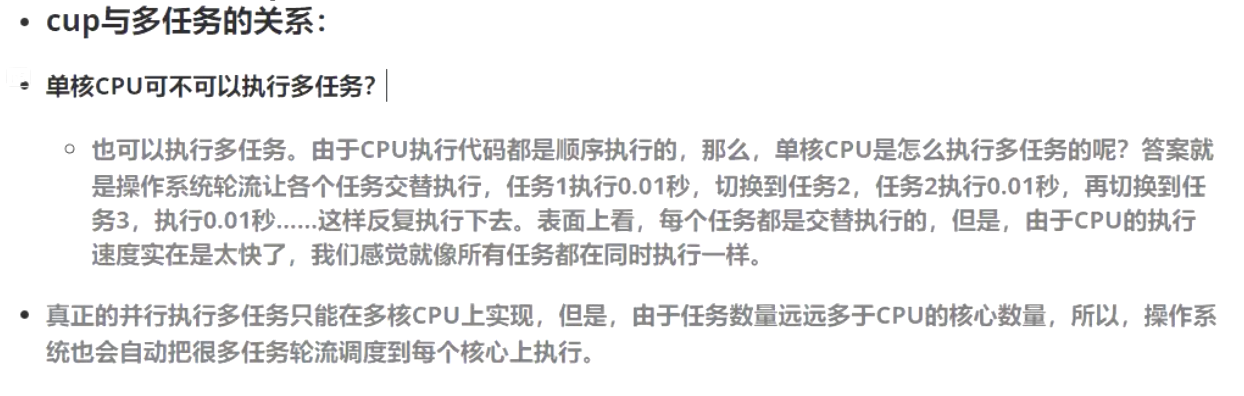 cup与多任务的关系：
单核CPU可不可以执行多任务？
也可以执行多任务。由于CPU执行代码都是顺序执行的，那么，单核CPU是怎么执行多任务的呢？答案就
是操作系统轮流让各个任务交替执行，任务1执行0.01秒，切换到任务2，任务2执行0.01秒，再切换到任
务3，执行0.01秒……这样反复执行下去。表面上看，每个任务都是交替执行的，但是，由于CPU的执行
速度实在是太快了，我们感觉就像所有任务都在同时执行一样。
真正的并行执行多任务只能在多核CPU上实现，但是，由于任务数量远远多于CPU的核心数量，所以，操作系
统也会自动把很多任务轮流调度到每个核心上执行。